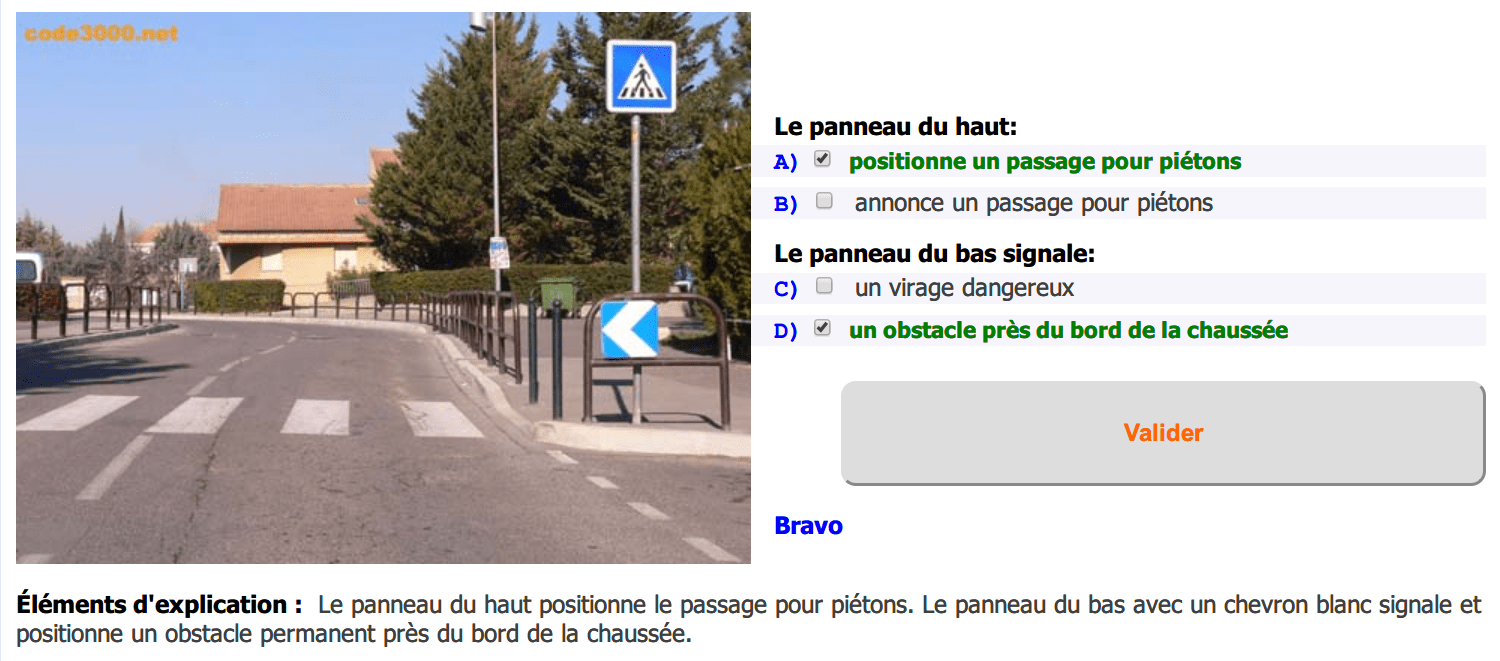 code3000.net
Le panneau du haut:
A) positionne un passage pour piétons
B) annonce un passage pour piétons
Le panneau du bas signale:
C) un virage dangereux
D) un obstacle près du bord de la chaussée
Valider
Bravo
Éléments d'explication : Le panneau du haut positionne le passage pour piétons. Le panneau du bas avec un chevron blanc signale et
positionne un obstacle permanent près du bord de la chaussée.